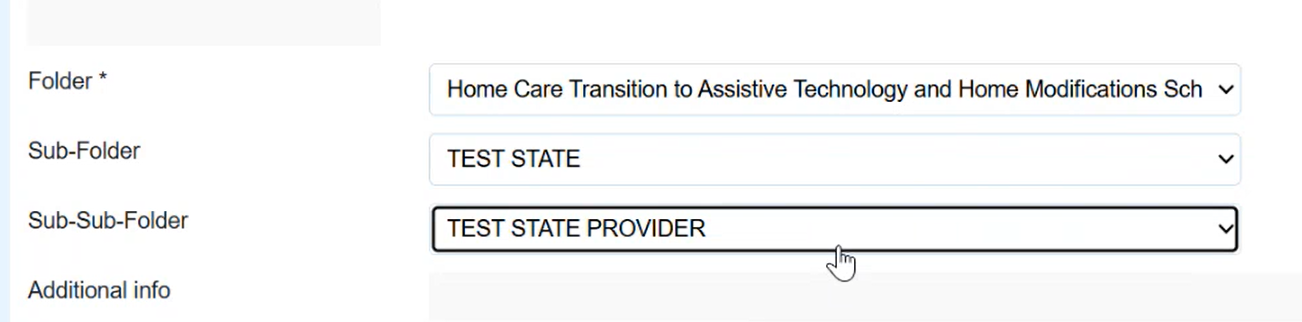 Folder *
Home Care Transition to Assistive Technology and Home Modifications Sch
Sub-Folder
TEST STATE
Sub-Sub-Folder
TEST STATE PROVIDER
Additional info